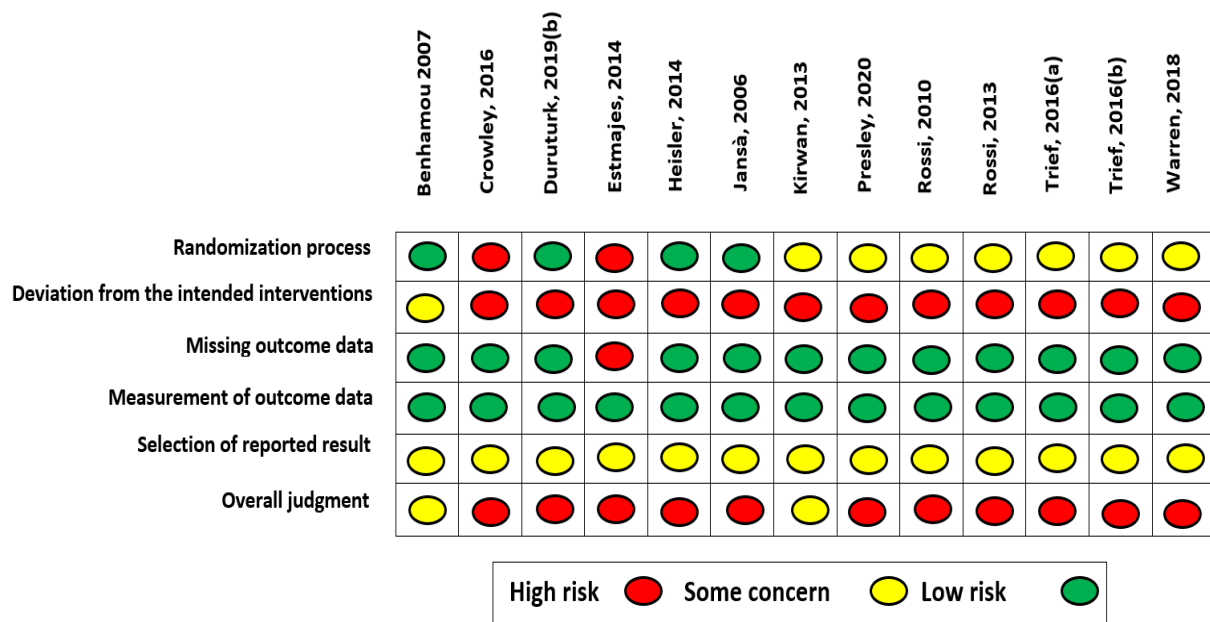 Benhamou 2007
Crowley, 2016
Duruturk, 2019(b)
Estmajes, 2014
Heisler, 2014
Jansà, 2006
Kirwan, 2013
Presley, 2020
Rossi, 2010
Rossi, 2013
Trief, 2016(a)
Trief, 2016(b)
Warren, 2018
Randomization process
Deviation from the intended interventions
Missing outcome data
Measurement of outcome data
Selection of reported result
Overall judgment
High risk Some concern Low risk